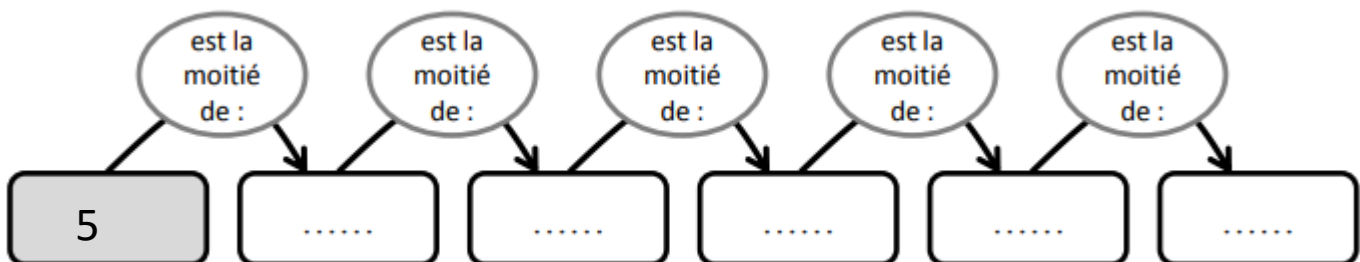 est la
moitié
de :
est la
moitié
de :
est la
moitié
de :
est la
moitié
de :
est la
moitié
de :
5
......
......
......
......
......